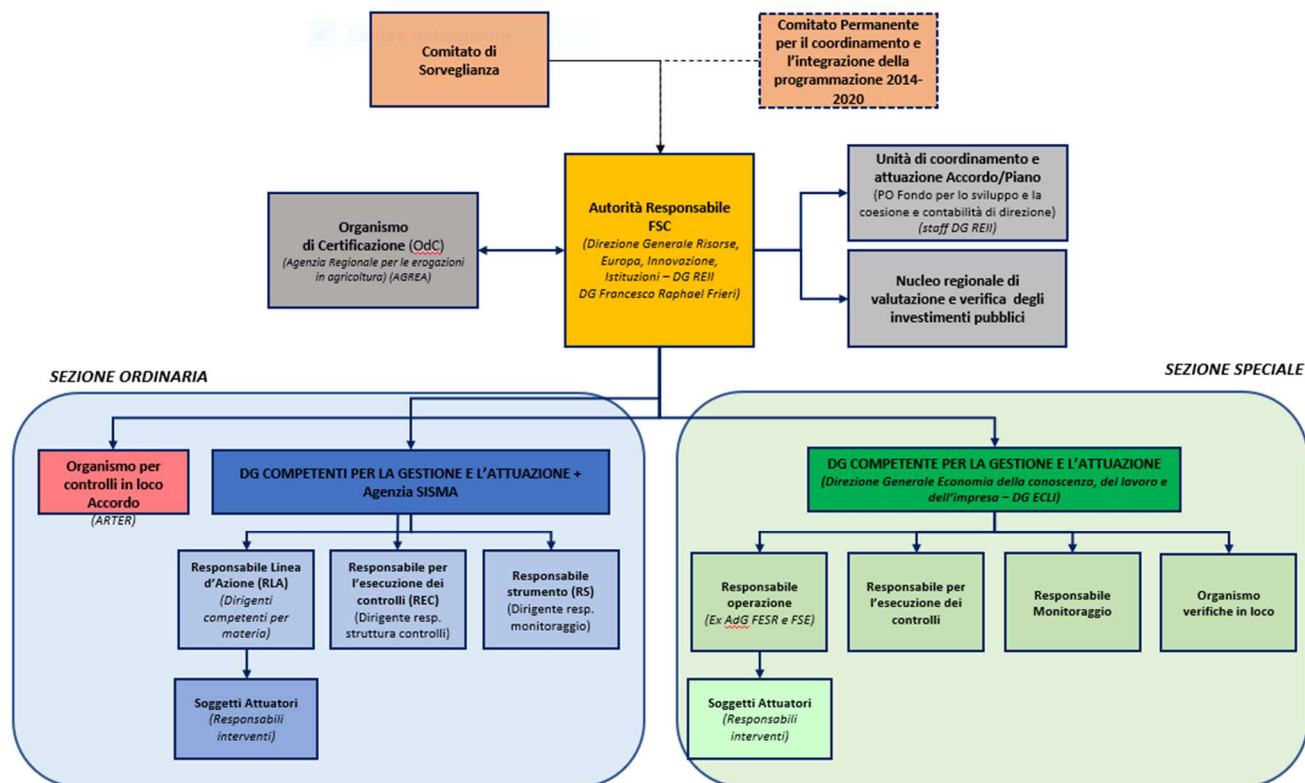 Cattura rettangolare
Comitato di
Sorveglianza
Comitato Permanente
per il coordinamento e
l'integrazione della
programmazione 2014-
2020
Organismo
di Certificazione (OdC)
(Agenzia Regionale per le erogazioni
in agricoltura) (AGREA)
Autorità Responsabile
FSC
(Direzione Generale Risorse,
Europa, Innovazione,
Istituzioni – DG REII
DG Francesco Raphael Frieri)
Unità di coordinamento e
attuazione Accordo/Piano
(PO Fondo per lo sviluppo e la
coesione e contabilità di direzione)
(staff DG REII)
Nucleo regionale di
valutazione e verifica degli
investimenti pubblici
SEZIONE ORDINARIA
Organismo per
controlli in loco
Accordo
(ARTER)
DG COMPETENTI PER LA GESTIONE E L'ATTUAZIONE +
Agenzia SISMA
Responsabile Linea
d'Azione (RLA)
(Dirigenti
competenti per
materia)
Responsabile per
l'esecuzione dei
controlli (REC)
(Dirigente resp.
struttura controlli)
Responsabile
strumento (RS)
(Dirigente resp.
monitoraggio)
Soggetti Attuatori
(Responsabili
interventi)
SEZIONE SPECIALE
DG COMPETENTE PER LA GESTIONE E L'ATTUAZIONE
(Direzione Generale Economia della conoscenza, del lavoro e
dell'impresa – DG ECLI)
Responsabile
operazione
(Ex AdG FESR e FSE)
Responsabile per
l'esecuzione dei
controlli
Responsabile
Monitoraggio
Organismo
verifiche in loco
Soggetti Attuatori
(Responsabili
interventi)